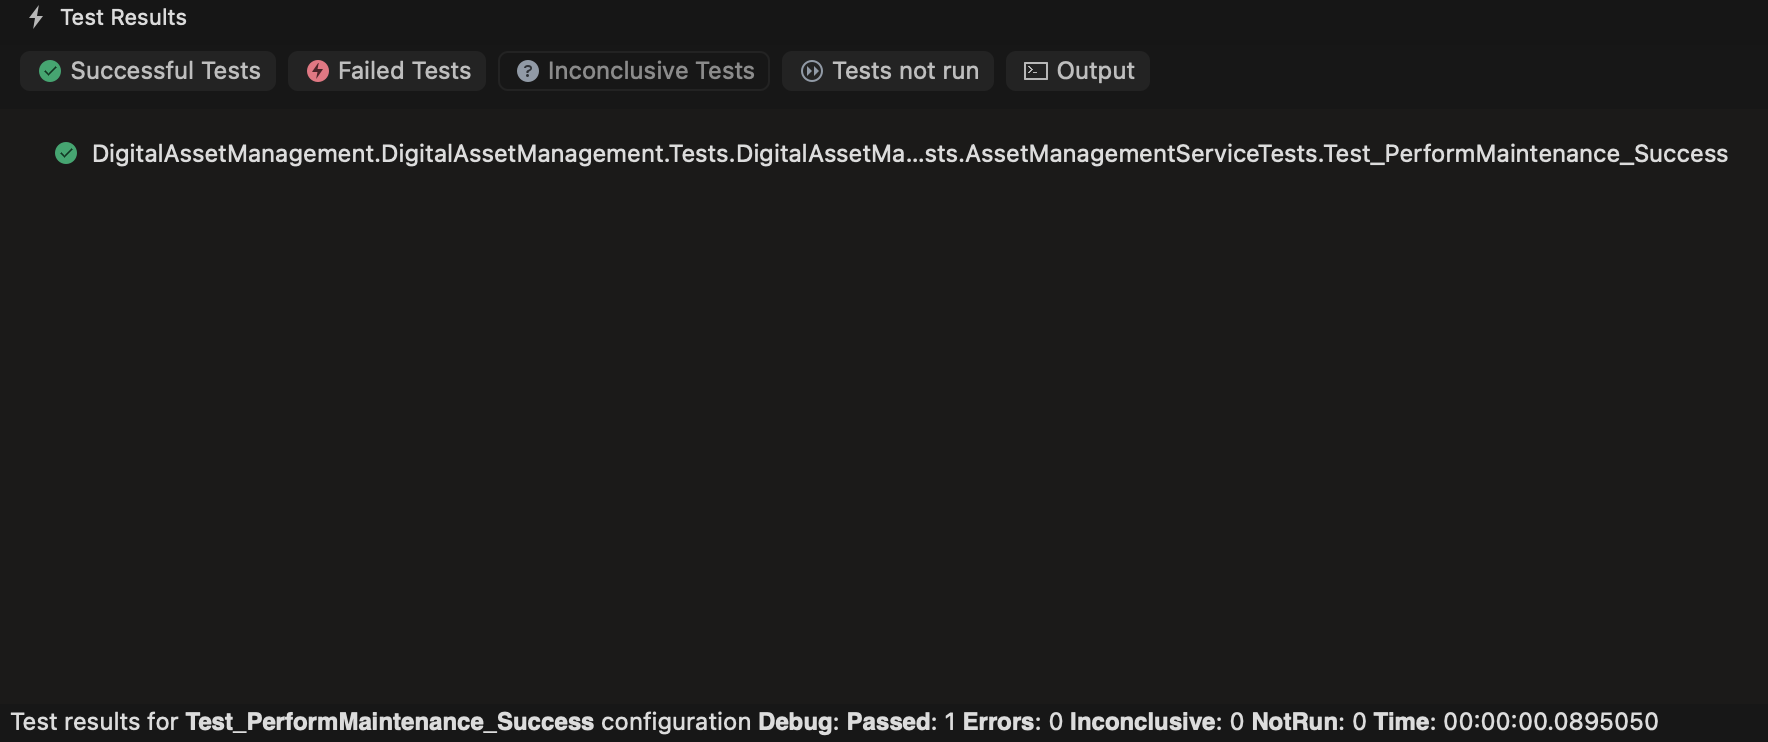 Test Results
Successful Tests Failed Tests Inconclusive Tests Tests not run Output
DigitalAssetManagement.DigitalAssetManagement.Tests.DigitalAssetMa...sts.AssetManagementServiceTests.Test_PerformMaintenance_Success
Test results for Test_PerformMaintenance_Success configuration Debug: Passed: 1 Errors: 0 Inconclusive: 0 NotRun: 0 Time: 00:00:00.0895050